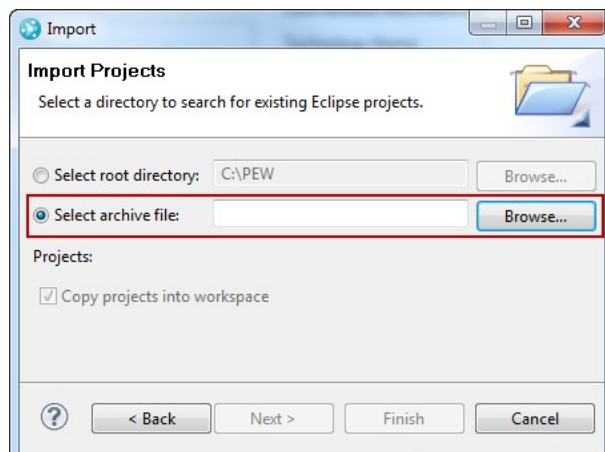 Import
Import Projects
Select a directory to search for existing Eclipse projects.
Select root directory: C:\PEW Browse...
Select archive file: Browse...
Projects:
Copy projects into workspace
? < Back Next > Finish Cancel